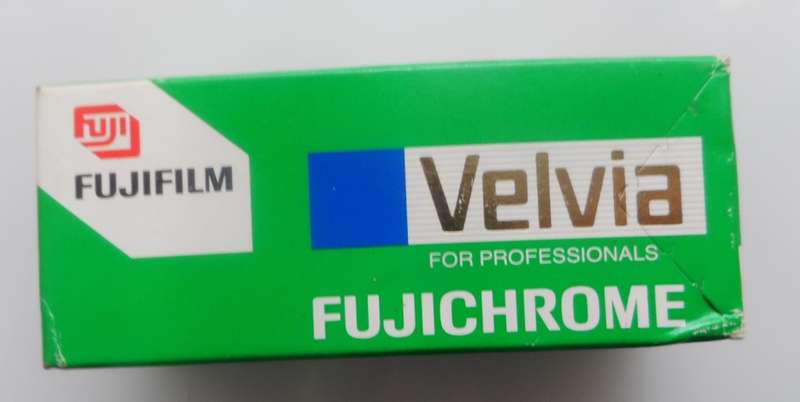 FUJI
FUJIFILM
Velvia
FOR PROFESSIONALS
FUJICHROME